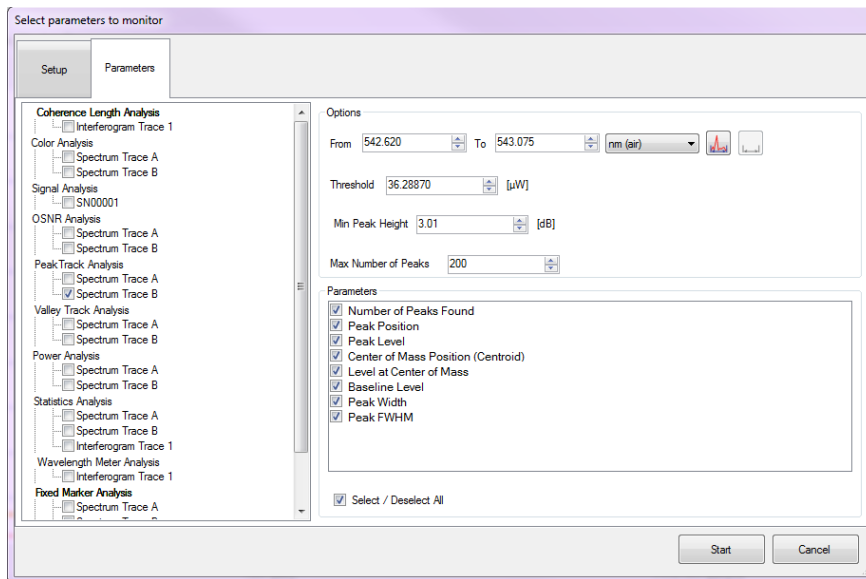 Select parameters to monitor
Setup
Parameters
Coherence Length Analysis
Interferogram Trace 1
Color Analysis
Spectrum Trace A
Spectrum Trace B
Signal Analysis
SN00001
OSNR Analysis
Spectrum Trace A
Spectrum Trace B
PeakTrack Analysis
Spectrum Trace A
Spectrum Trace B
Valley Track Analysis
Spectrum Trace A
Spectrum Trace B
Power Analysis
Spectrum Trace A
Spectrum Trace B
Statistics Analysis
Spectrum Trace A
Spectrum Trace B
Interferogram Trace 1
Wavelength Meter Analysis
Interferogram Trace 1
Fixed Marker Analysis
Spectrum Trace A
Options
From 542.620 To 543.075 nm (air)
Threshold 36.28870 [µW]
Min Peak Height 3.01 [dB]
Max Number of Peaks 200
Parameters
Number of Peaks Found
Peak Position
Peak Level
Center of Mass Position (Centroid)
Level at Center of Mass
Baseline Level
Peak Width
Peak FWHM
Select / Deselect All
Start
Cancel